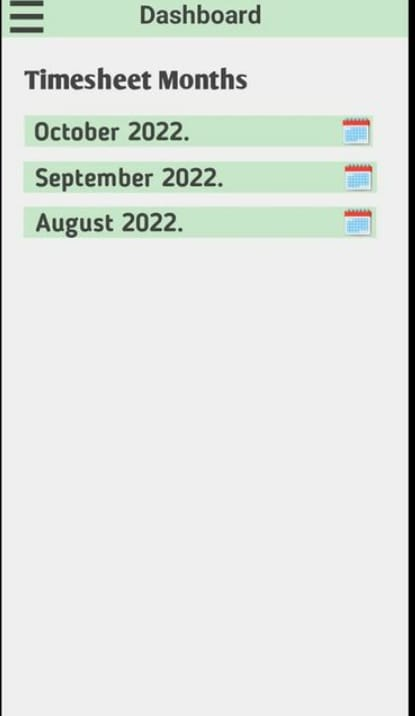 Dashboard
Timesheet Months
October 2022.
September 2022.
August 2022.